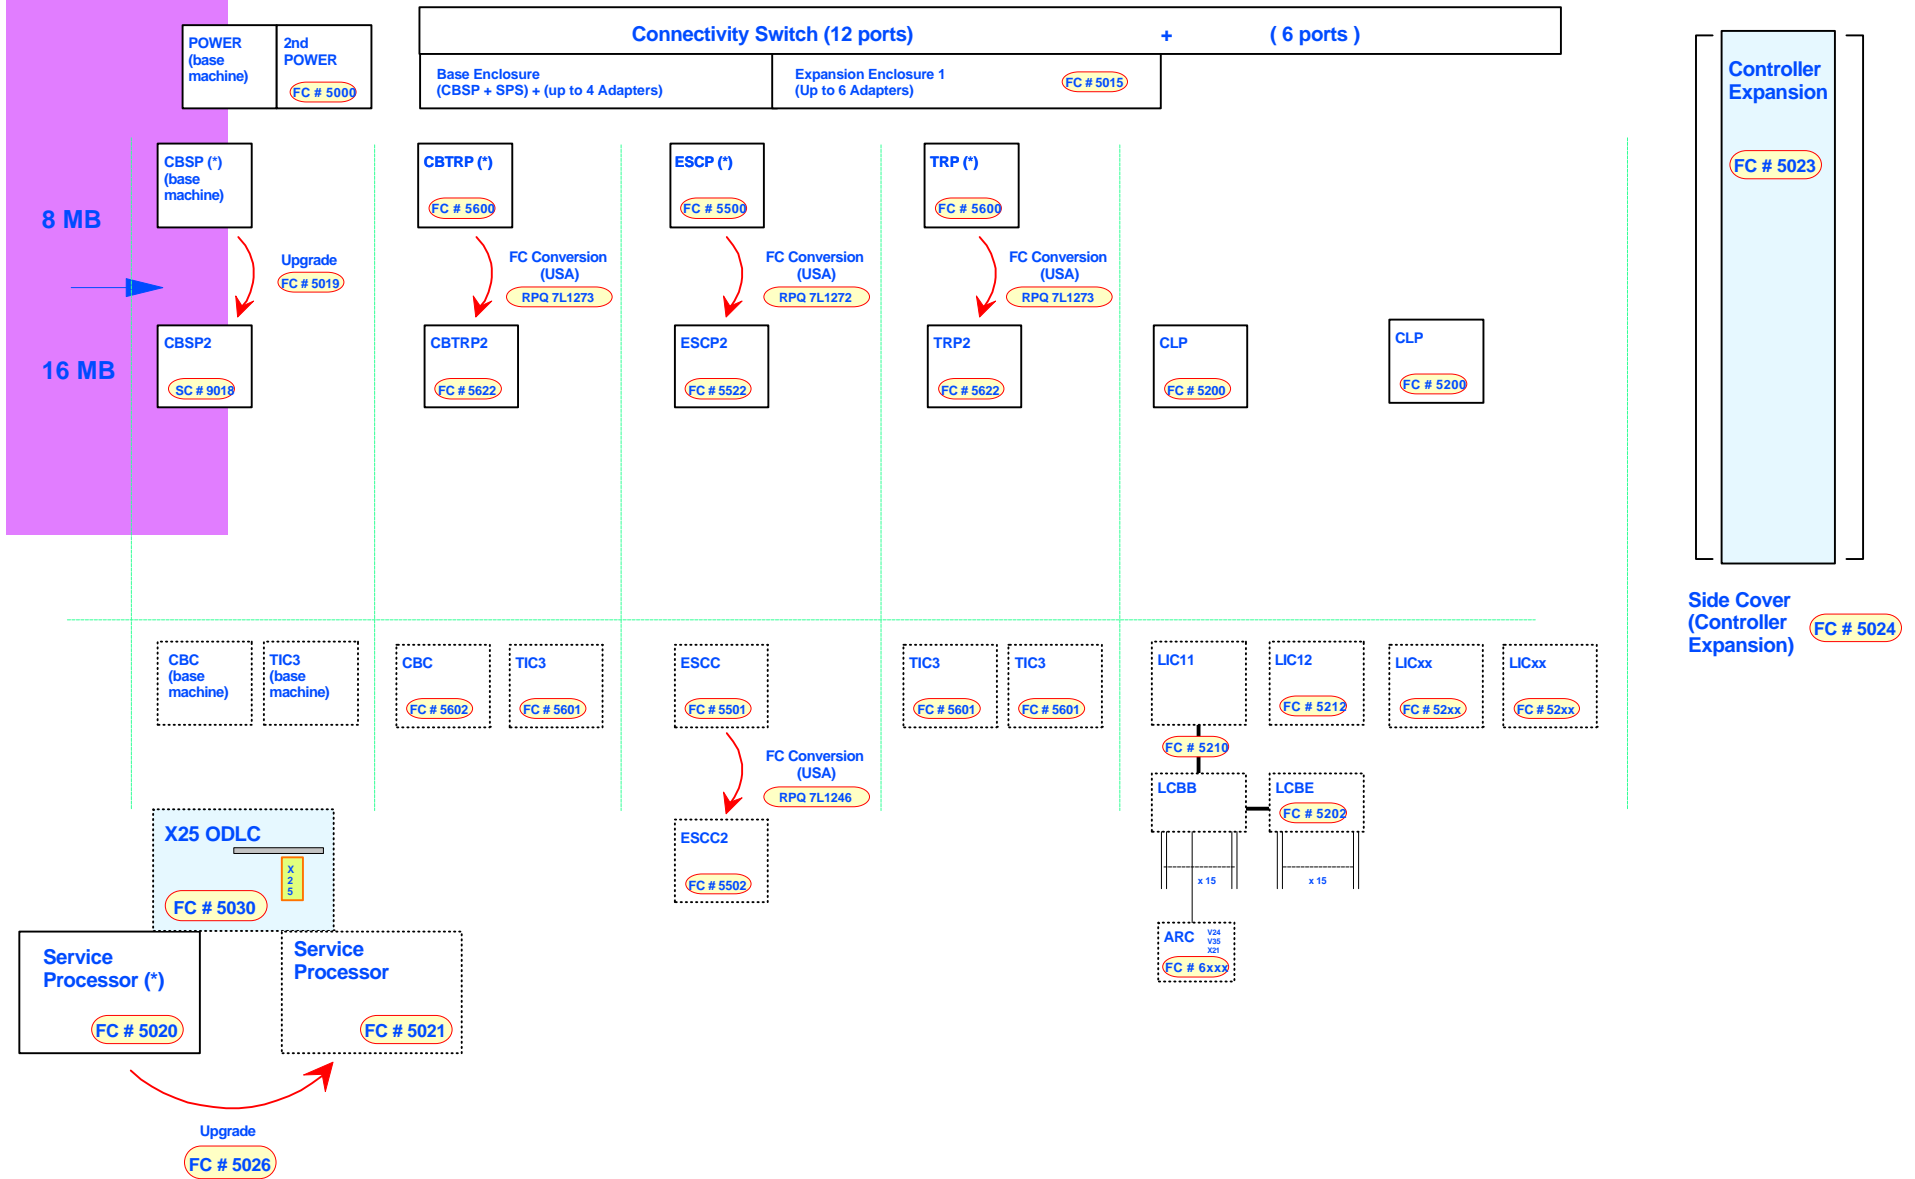 POWER
(base
machine)
2nd
POWER
FC # 5000
Connectivity Switch (12 ports) + ( 6 ports )
Base Enclosure
(CBSP + SPS) + (up to 4 Adapters)
Expansion Enclosure 1
(Up to 6 Adapters)
FC # 5015
Controller
Expansion
FC # 5023
8 MB
CBSP (*)
(base
machine)
CBTRP (*)
FC # 5600
ESCP (*)
FC # 5500
TRP (*)
FC # 5600
Upgrade
FC # 5019
FC Conversion
(USA)
RPQ 7L1273
FC Conversion
(USA)
RPQ 7L1272
FC Conversion
(USA)
RPQ 7L1273
16 MB
CBSP2
SC # 9018
CBTRP2
FC # 5622
ESCP2
FC # 5522
TRP2
FC # 5622
CLP
FC # 5200
CLP
FC # 5200
Side Cover
(Controller
Expansion)
FC # 5024
CBC
(base
machine)
TIC3
(base
machine)
CBC
FC # 5602
TIC3
FC # 5601
ESCC
FC # 5501
TIC3
FC # 5601
TIC3
FC # 5601
LIC11
LIC12
FC # 5212
LICxx
FC # 52xx
LICxx
FC # 52xx
FC # 5210
FC Conversion
(USA)
RPQ 7L1246
LCBB
LCBE
FC # 5202
X25 ODLC
X
2
5
FC # 5030
ESCC2
FC # 5502
x 15
x 15
ARC
V24
V35
X21
FC # 6xxx
Service
Processor (*)
FC # 5020
Service
Processor
FC # 5021
Upgrade
FC # 5026